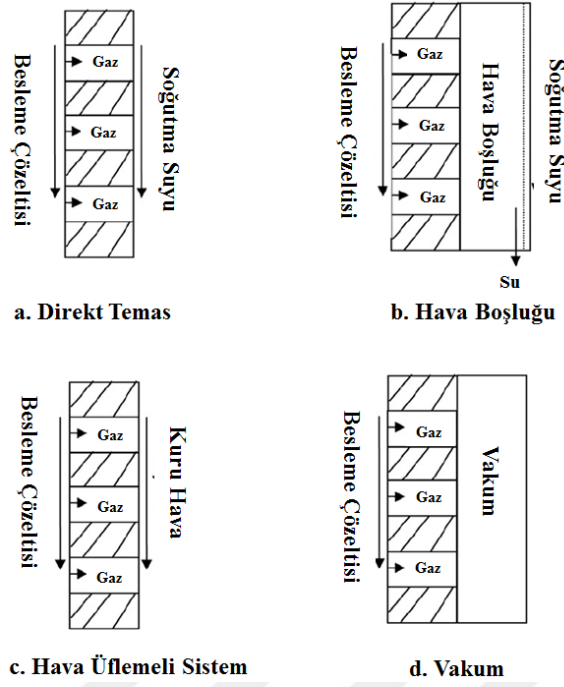 Besleme Çözeltisi
Gaz
Gaz
Gaz
Soğutma Suyu
a. Direkt Temas
Besleme Çözeltisi
Gaz
Gaz
Gaz
Hava Boşluğu
Soğutma Suyu
Su
b. Hava Boşluğu
Besleme Çözeltisi
Gaz
Gaz
Gaz
Kuru Hava
c. Hava Üflemeli Sistem
Besleme Çözeltisi
Gaz
Gaz
Gaz
Vakum
d. Vakum